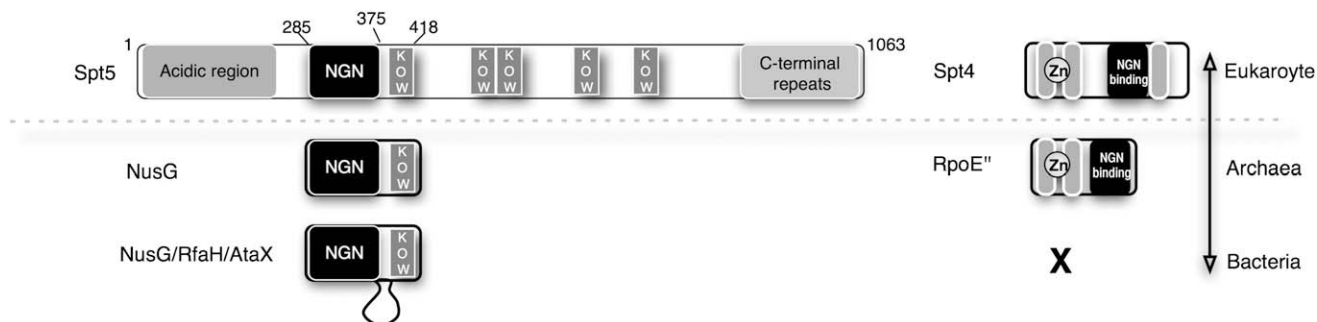 375
285
418
1
1063
Spt5
Acidic region
NGN
K
O
W
K
O
W
K
O
W
K
O
W
K
O
W
C-terminal
repeats
Spt4
Zn
NGN
binding
Eukaroyte
NusG
NGN
K
O
W
RpoE"
Zn
NGN
binding
Archaea
NusG/RfaH/AtaX
NGN
K
O
W
X
Bacteria